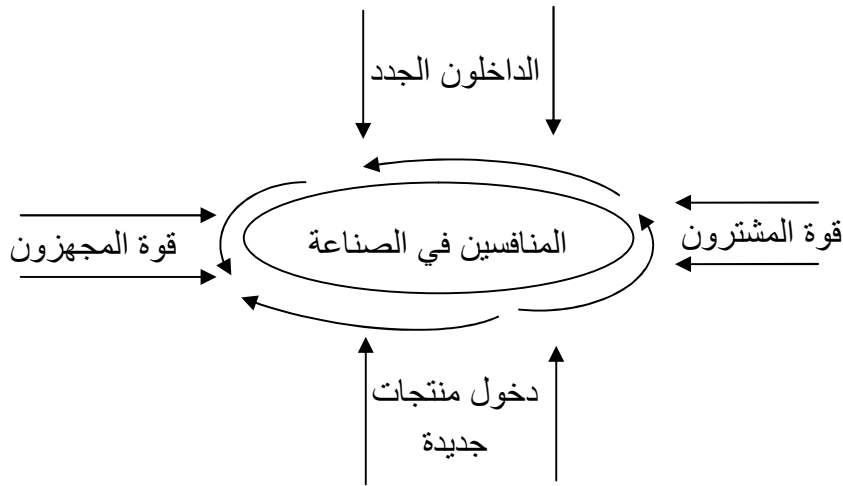 الداخلون الجدد
قوة المشترون
المنافسين في الصناعة
قوة المجهزون
دخول منتجات
جديدة